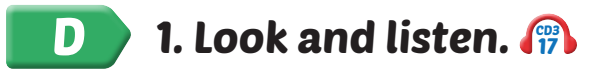 D 1. Look and listen. CD3
17